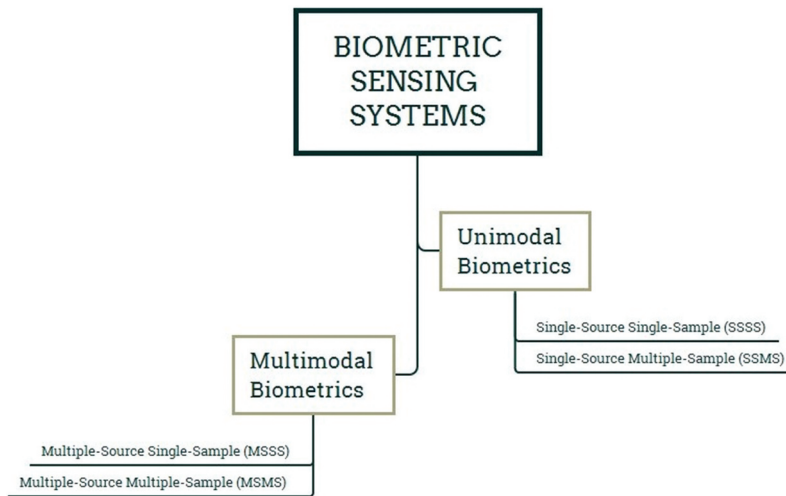 BIOMETRIC
SENSING
SYSTEMS
Unimodal
Biometrics
Single-Source Single-Sample (SSSS)
Single-Source Multiple-Sample (SSMS)
Multimodal
Biometrics
Multiple-Source Single-Sample (MSSS)
Multiple-Source Multiple-Sample (MSMS)